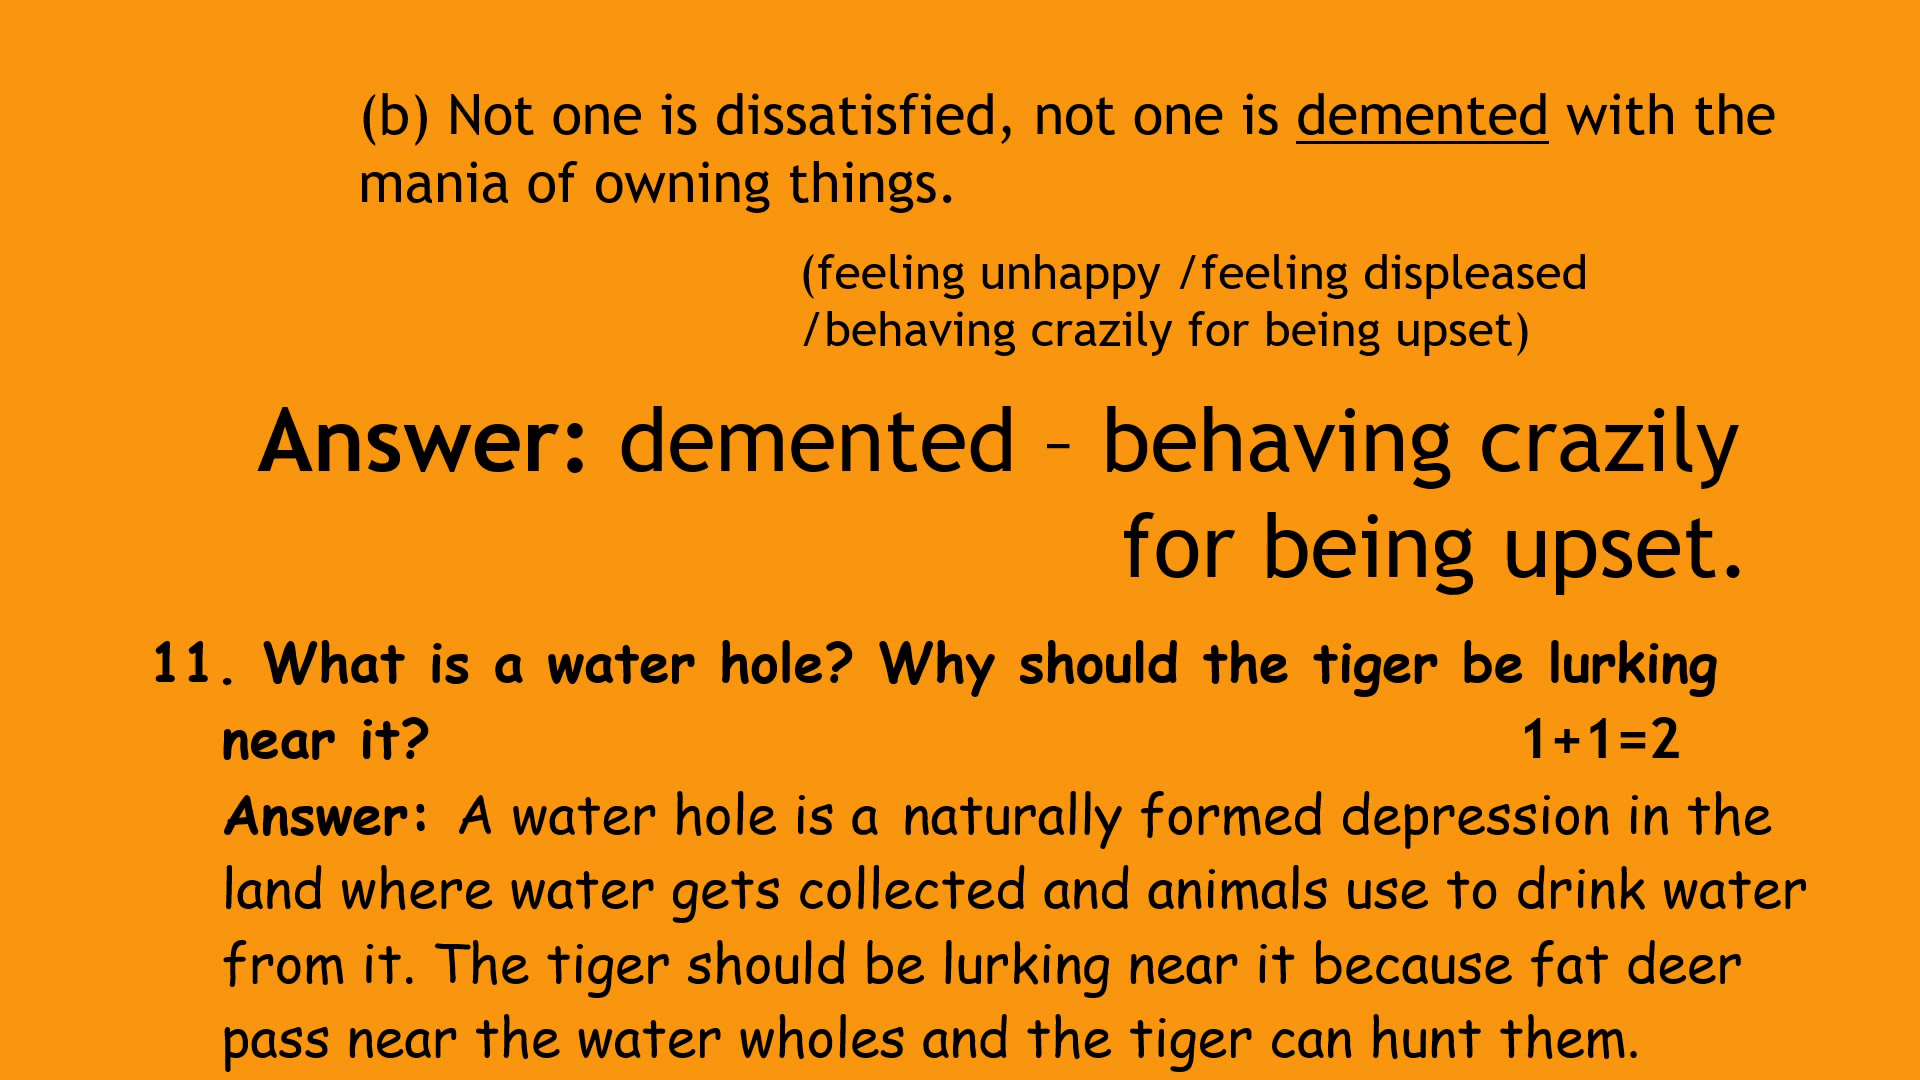 (b) Not one is dissatisfied, not one is demented with the
mania of owning things.
(feeling unhappy /feeling displeased
/behaving crazily for being upset)
Answer: demented – behaving crazily
for being upset.
11. What is a water hole? Why should the tiger be lurking
near it? 1+1=2
Answer: A water hole is a naturally formed depression in the
land where water gets collected and animals use to drink water
from it. The tiger should be lurking near it because fat deer
pass near the water wholes and the tiger can hunt them.